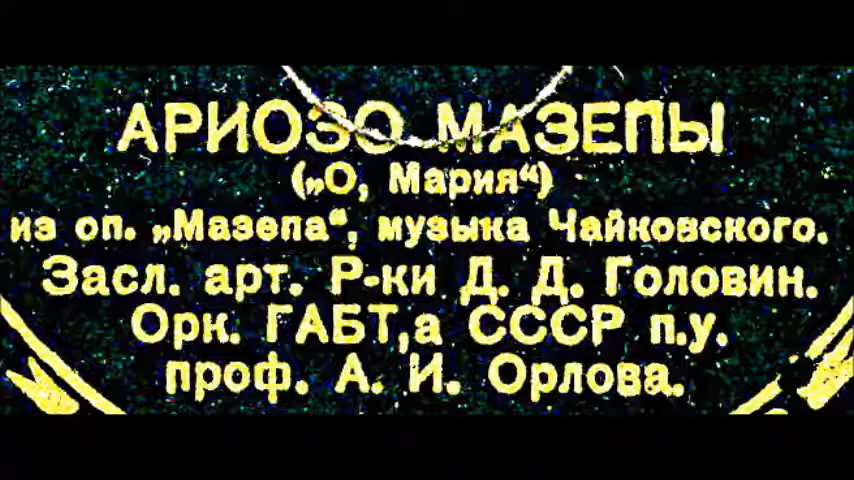 АРИОЗО МАЗЕПЫ
(„О, Мария“)
из оп. „Мазепа“, музыка Чайковского.
Засл. арт. Р-ки Д. Д. Головин.
Орк. ГАБТ,а СССР п.у.
проф. А. И. Орлова.